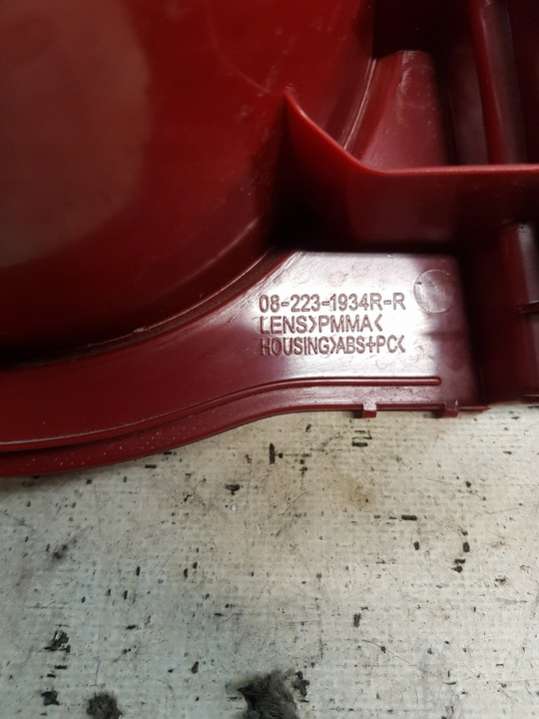 08-223-1934R-R
LENS>PMMA<
HOUSING>ABS+PC<